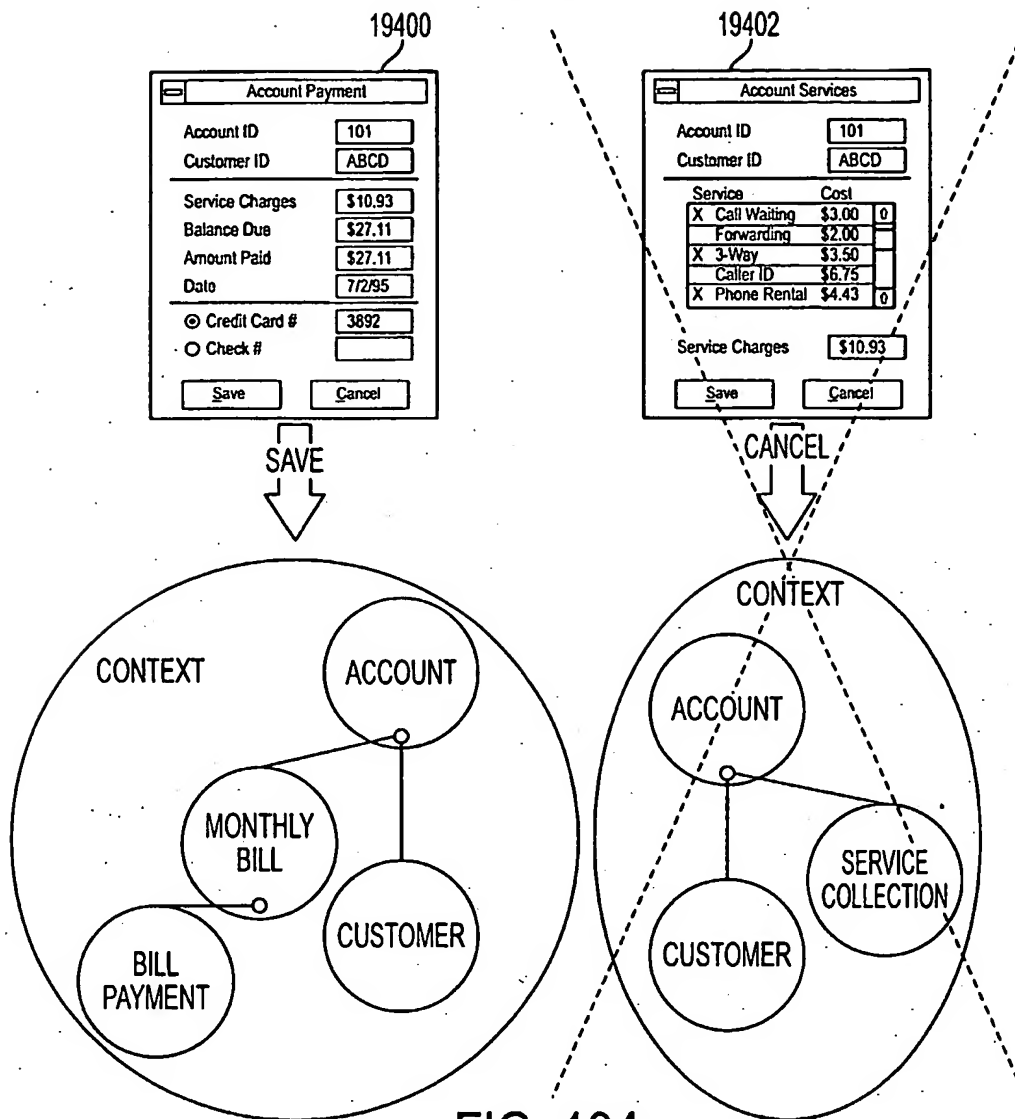 19400
Account Payment
Account ID 101
Customer ID ABCD
Service Charges $10.93
Balance Due $27.11
Amount Paid $27.11
Date 7/2/95
Credit Card # 3892
Check #
Save Cancel
SAVE
CONTEXT
ACCOUNT
MONTHLY
BILL
CUSTOMER
BILL
PAYMENT
19402
Account Services
Account ID 101
Customer ID ABCD
Service Cost
X Call Waiting $3.00
Forwarding $2.00
X 3-Way $3.50
Caller ID $6.75
X Phone Rental $4.43
Service Charges $10.93
Save Cancel
CANCEL
CONTEXT
ACCOUNT
SERVICE
COLLECTION
CUSTOMER